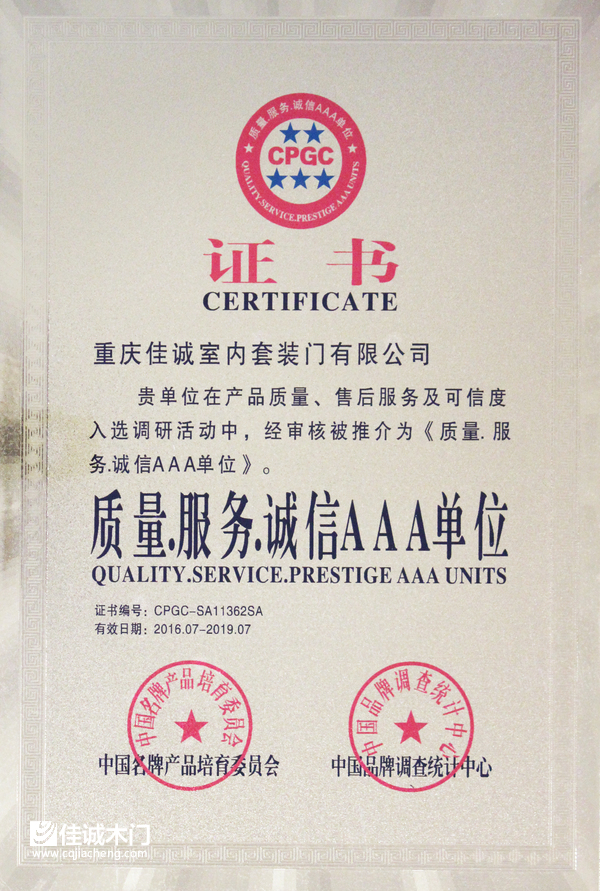 质量.服务.诚信AAA单位
CPGC
QUALITY.SERVICE.PRESTIGE AAA UNITS
证 书
CERTIFICATE
重庆佳诚室内套装门有限公司
贵单位在产品质量、售后服务及可信度
入选调研活动中，经审核被推介为《质量.服
务.诚信AAA单位》。
质量.服务.诚信AAA单位
QUALITY.SERVICE.PRESTIGE AAA UNITS
证书编号：CPGC-SA11362SA
有效日期：2016.07-2019.07
中国名牌产品培育委员会
中国品牌调查统计中心
中国名牌产品培育委员会
中国品牌调查统计中心
佳诚木门
www.cqjiacheng.com